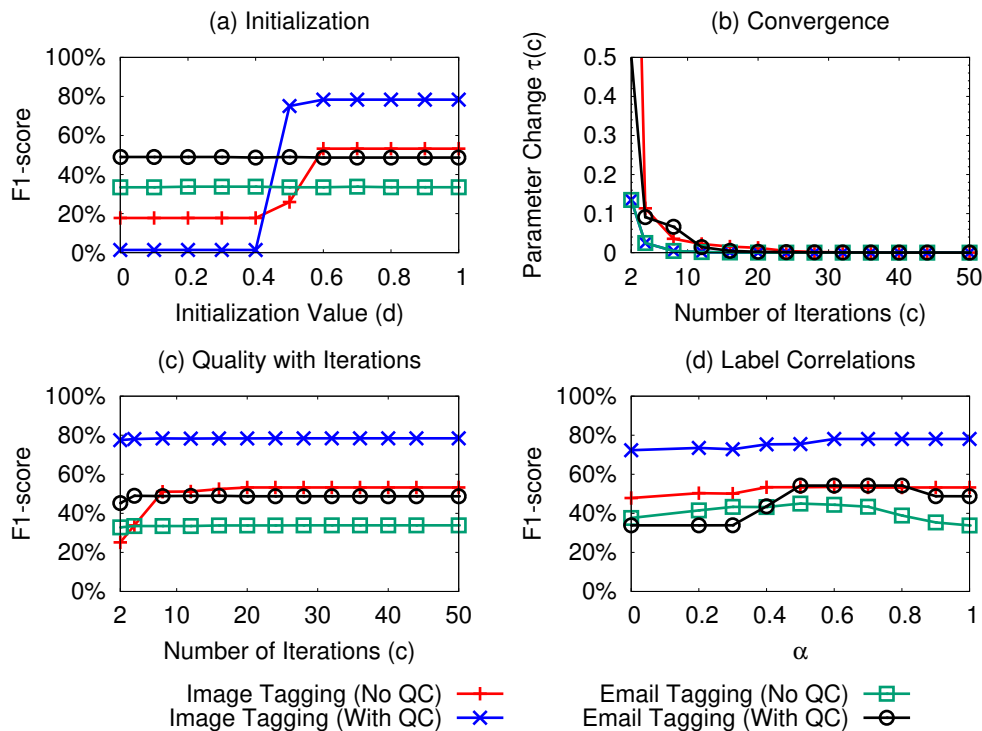 (a) Initialization
100%
80%
60%
40%
20%
0%
F1-score
0 0.2 0.4 0.6 0.8 1
Initialization Value (d)
(b) Convergence
0.5
0.4
0.3
0.2
0.1
0
Parameter Change τ(c)
2 10 20 30 40 50
Number of Iterations (c)
(c) Quality with Iterations
100%
80%
60%
40%
20%
0%
F1-score
2 10 20 30 40 50
Number of Iterations (c)
(d) Label Correlations
100%
80%
60%
40%
20%
0%
F1-score
0 0.2 0.4 0.6 0.8 1
α
Image Tagging (No QC)
Image Tagging (With QC)
Email Tagging (No QC)
Email Tagging (With QC)